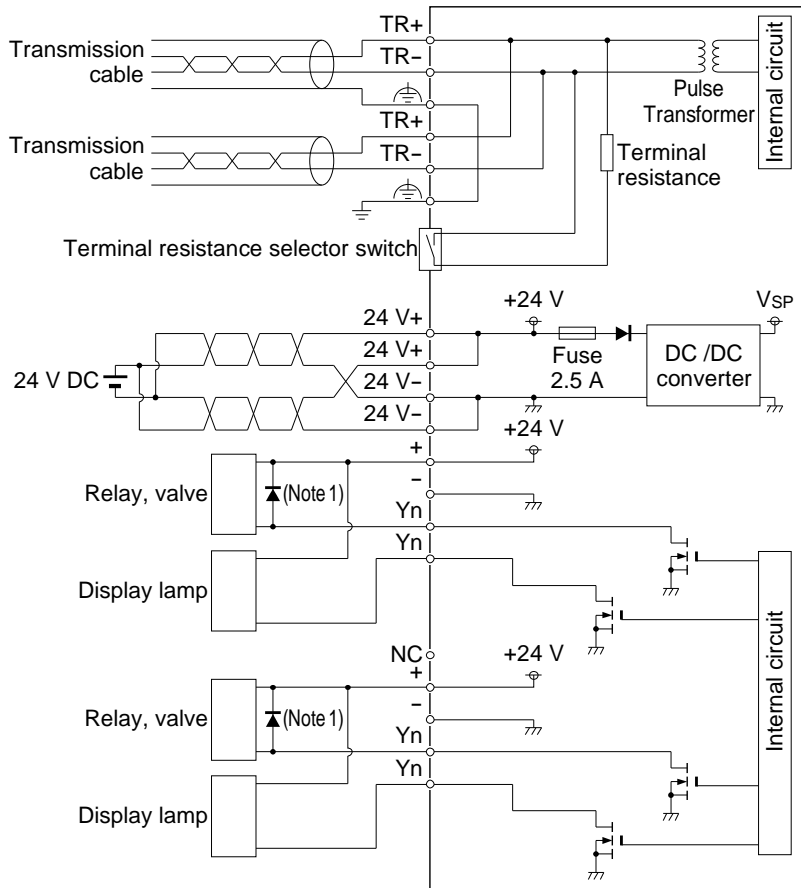 TR+
Transmission
cable
TR−
TR+
Transmission
cable
TR−
Pulse
Transformer
Internal circuit
Terminal
resistance
Terminal resistance selector switch
24 V DC
24 V+
24 V+
24 V−
24 V−
+24 V
Fuse
2.5 A
DC /DC
converter
VSP
+
+24 V
−
Relay, valve
(Note 1)
Yn
Yn
Display lamp
NC
+
+24 V
−
Relay, valve
(Note 1)
Yn
Yn
Display lamp
Internal circuit